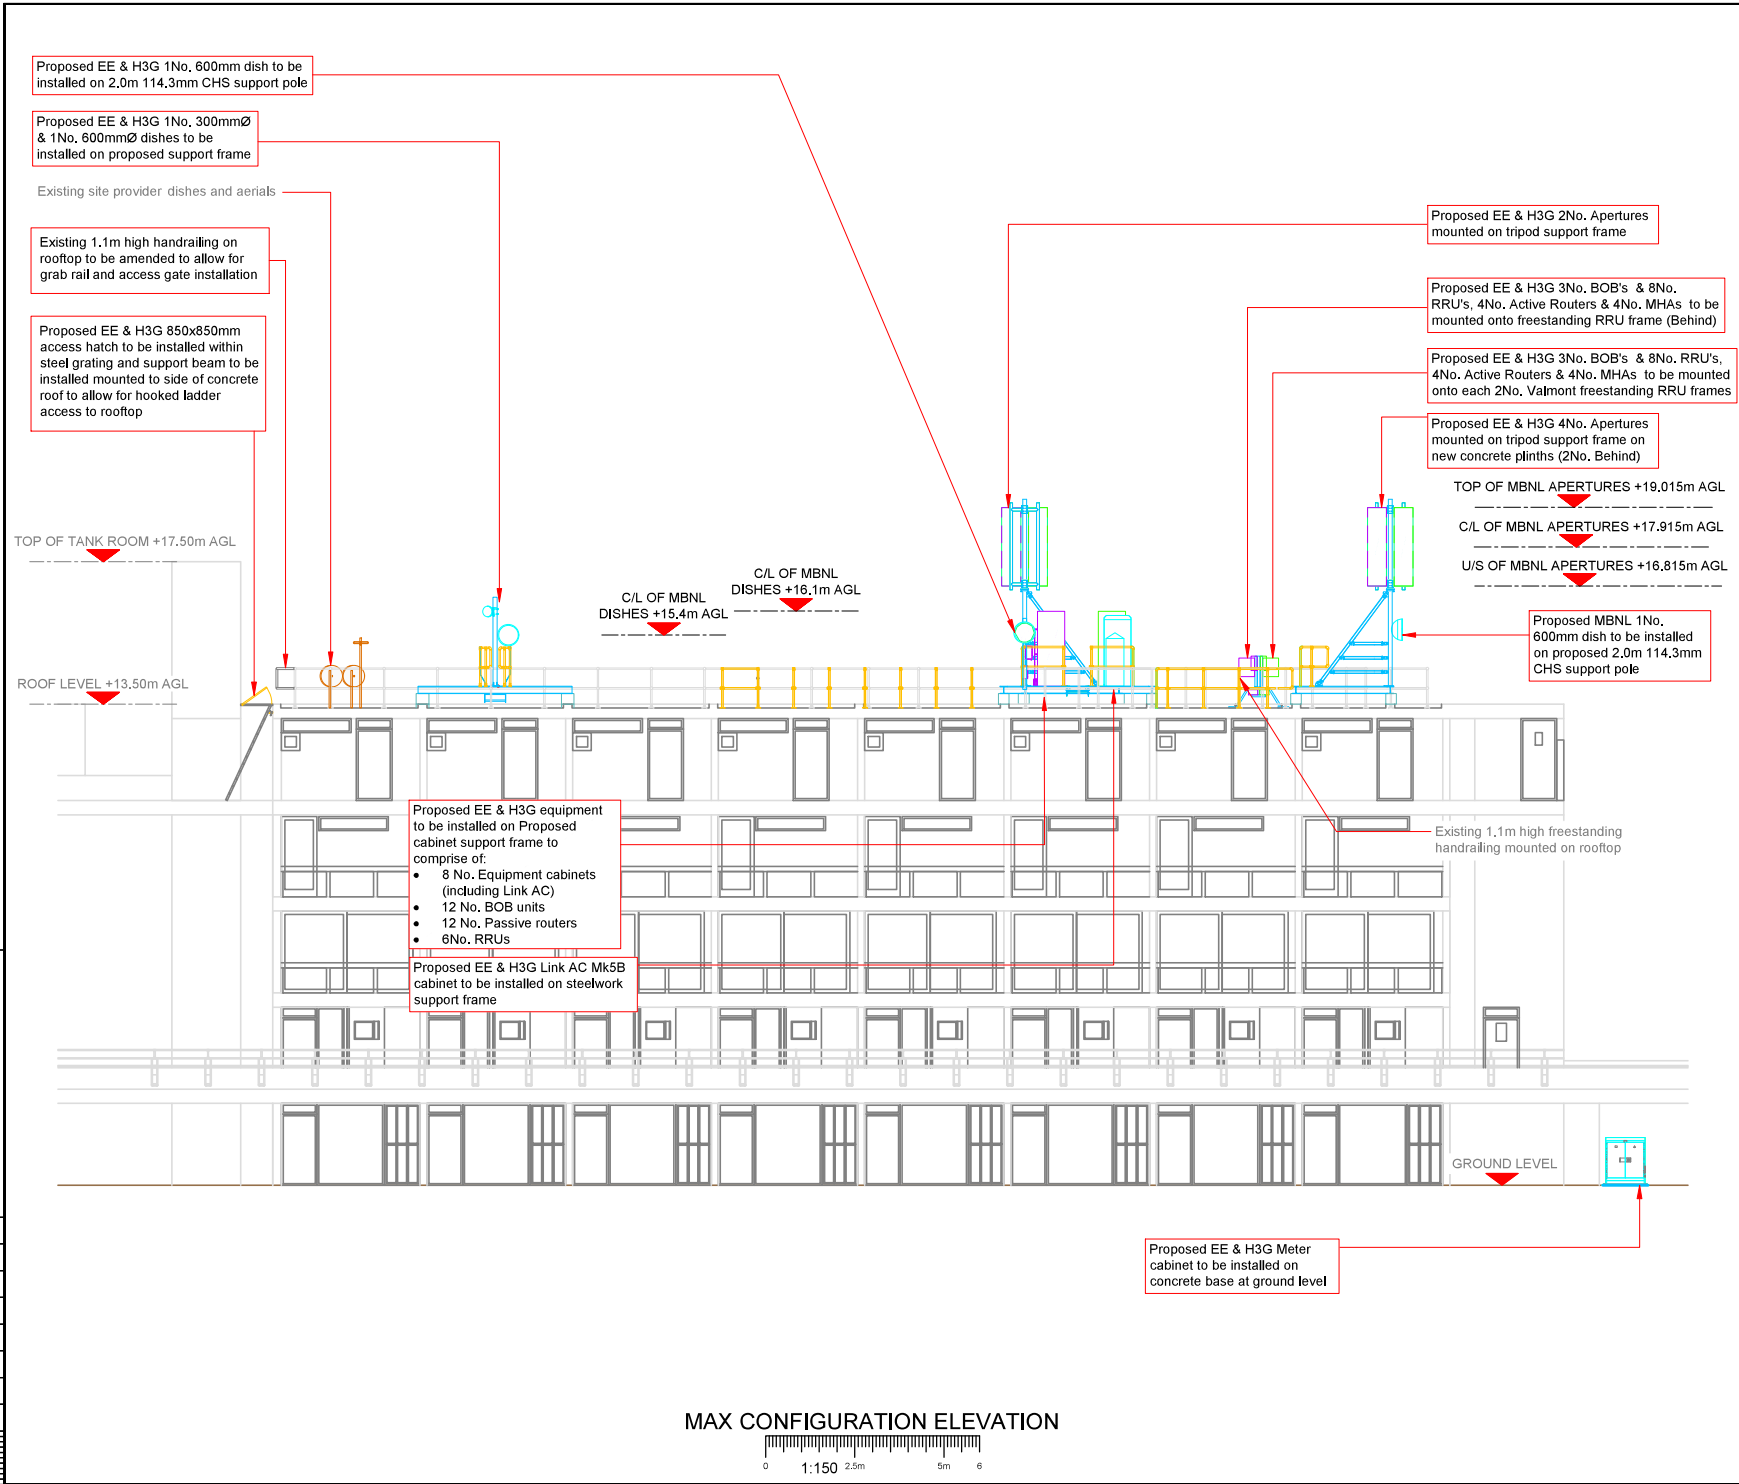 Proposed EE & H3G 1No. 600mm dish to be
installed on 2.0m 114.3mm CHS support pole
Proposed EE & H3G 1No. 300mmØ
& 1No. 600mmØ dishes to be
installed on proposed support frame
Existing site provider dishes and aerials
Existing 1.1m high handrailing on
rooftop to be amended to allow for
grab rail and access gate installation
Proposed EE & H3G 850x850mm
access hatch to be installed within
steel grating and support beam to be
installed mounted to side of concrete
roof to allow for hooked ladder
access to rooftop
TOP OF TANK ROOM +17.50m AGL
ROOF LEVEL +13.50m AGL
C/L OF MBNL
DISHES +15.4m AGL
C/L OF MBNL
DISHES +16.1m AGL
Proposed EE & H3G 2No. Apertures
mounted on tripod support frame
Proposed EE & H3G 3No. BOB's & 8No.
RRU's, 4No. Active Routers & 4No. MHAs to be
mounted onto freestanding RRU frame (Behind)
Proposed EE & H3G 3No. BOB's & 8No. RRU's,
4No. Active Routers & 4No. MHAs to be mounted
onto each 2No. Valmont freestanding RRU frames
Proposed EE & H3G 4No. Apertures
mounted on tripod support frame on
new concrete plinths (2No. Behind)
TOP OF MBNL APERTURES +19.015m AGL
C/L OF MBNL APERTURES +17.915m AGL
U/S OF MBNL APERTURES +16.815m AGL
Proposed MBNL 1No.
600mm dish to be installed
on proposed 2.0m 114.3mm
CHS support pole
Existing 1.1m high freestanding
handrailing mounted on rooftop
Proposed EE & H3G equipment
to be installed on Proposed
cabinet support frame to
comprise of:
• 8 No. Equipment cabinets
(including Link AC)
• 12 No. BOB units
• 12 No. Passive routers
• 6No. RRUs
Proposed EE & H3G Link AC Mk5B
cabinet to be installed on steelwork
support frame
GROUND LEVEL
Proposed EE & H3G Meter
cabinet to be installed on
concrete base at ground level
MAX CONFIGURATION ELEVATION
0 1:150 2.5m 5m 6